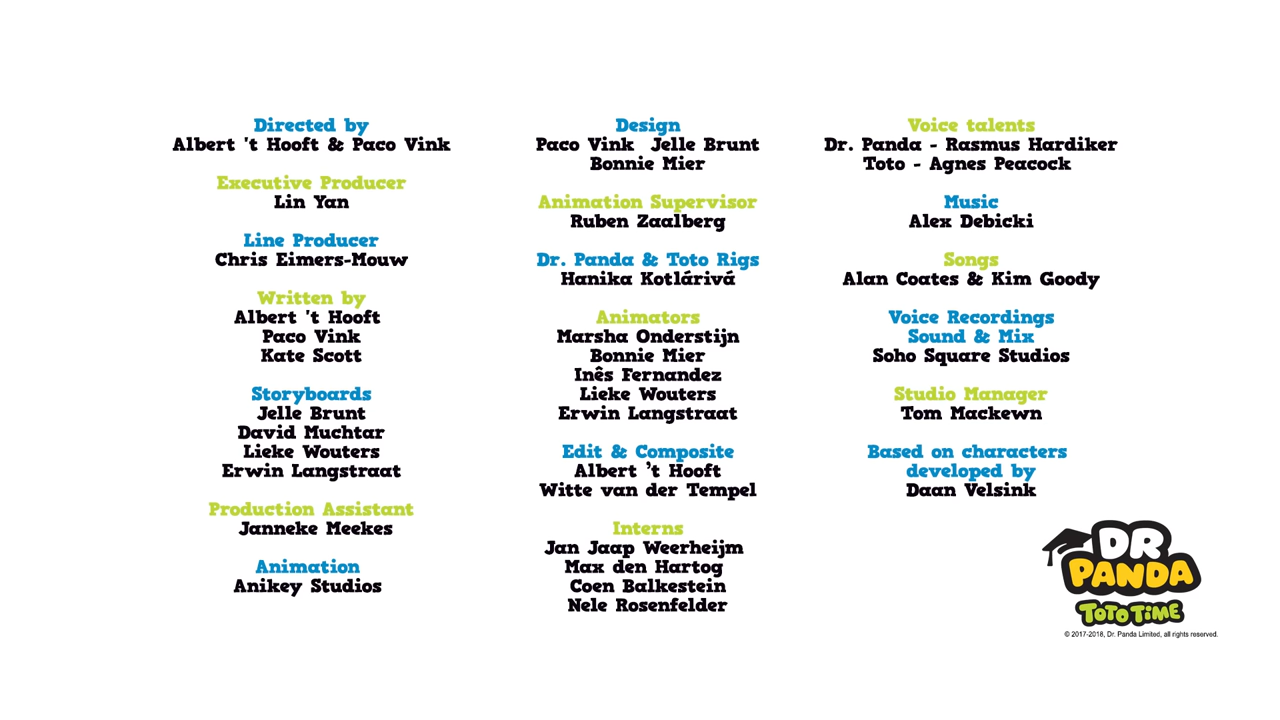 Directed by
Albert 't Hooft & Paco Vink
Executive Producer
Lin Yan
Line Producer
Chris Eimers-Mouw
Written by
Albert 't Hooft
Paco Vink
Kate Scott
Storyboards
Jelle Brunt
David Muchtar
Lieke Wouters
Erwin Langstraat
Production Assistant
Janneke Meekes
Animation
Anikey Studios
Design
Paco Vink Jelle Brunt
Bonnie Mier
Animation Supervisor
Ruben Zaalberg
Dr. Panda & Toto Rigs
Hanika Kotlárivá
Animators
Marsha Onderstijn
Bonnie Mier
Inês Fernandez
Lieke Wouters
Erwin Langstraat
Edit & Composite
Albert ’t Hooft
Witte van der Tempel
Interns
Jan Jaap Weerheijm
Max den Hartog
Coen Balkestein
Nele Rosenfelder
Voice talents
Dr. Panda - Rasmus Hardiker
Toto - Agnes Peacock
Music
Alex Debicki
Songs
Alan Coates & Kim Goody
Voice Recordings
Sound & Mix
Soho Square Studios
Studio Manager
Tom Mackewn
Based on characters
developed by
Daan Velsink
DR
PANDA
TOTO TIME
© 2017-2018, Dr. Panda Limited, all rights reserved.